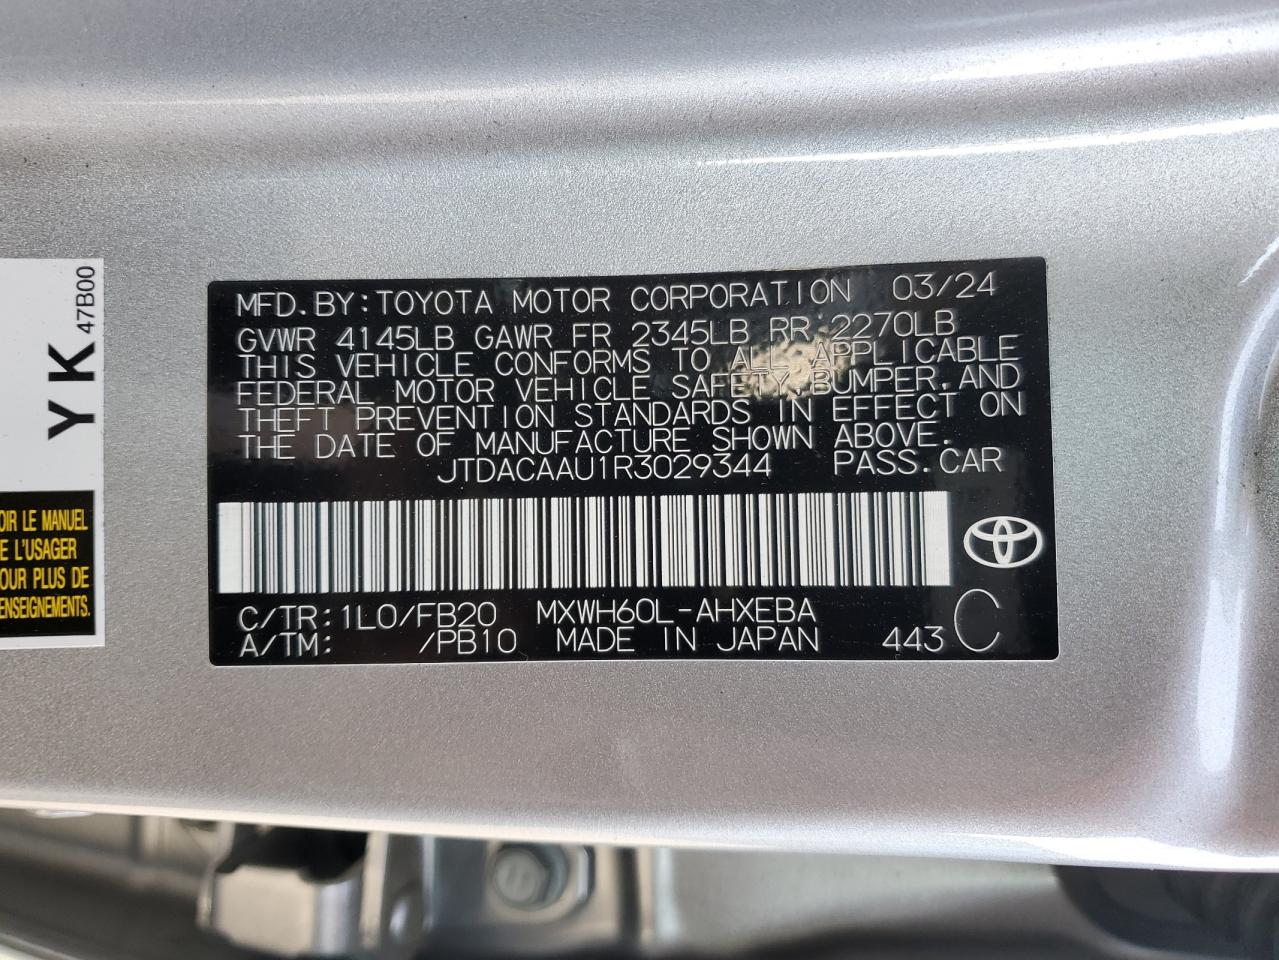 MFD.BY:TOYOTA MOTOR CORPORATION 03/24
GVWR 4145LB GAWR FR 2345LB RR 2270LB
THIS VEHICLE CONFORMS TO ALL APPLICABLE
FEDERAL MOTOR VEHICLE SAFETY,BUMPER,AND
THEFT PREVENTION STANDARDS IN EFFECT ON
THE DATE OF MANUFACTURE SHOWN ABOVE.
JTDACAAU1R3029344 PASS.CAR
C/TR:1L0/FB20 MXWH60L-AHXEBA
A/TM: /PB10 MADE IN JAPAN 443 C
YK 47B00
OIR LE MANUEL
E L'USAGER
OUR PLUS DE
ENSEIGNEMENTS.